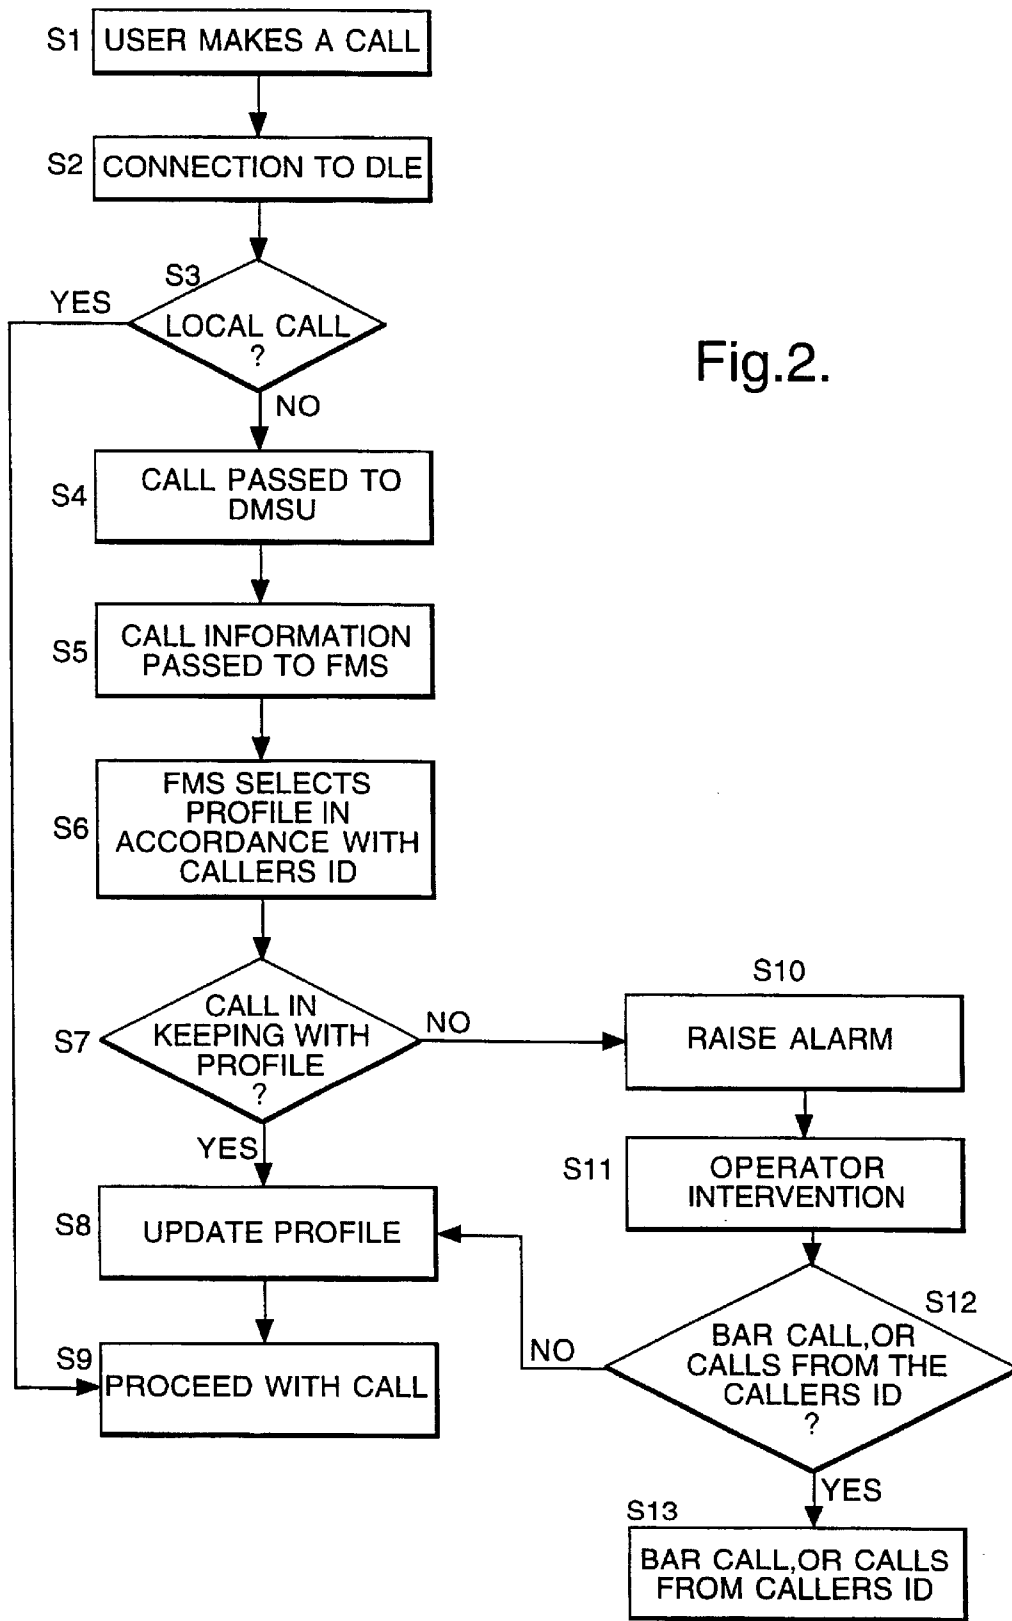 S1
USER MAKES A CALL
S2
CONNECTION TO DLE
S3
YES
LOCAL CALL
?
NO
Fig.2.
S4
CALL PASSED TO
DMSU
S5
CALL INFORMATION
PASSED TO FMS
S6
FMS SELECTS
PROFILE IN
ACCORDANCE WITH
CALLERS ID
S7
CALL IN
KEEPING WITH
PROFILE
?
NO
YES
S10
RAISE ALARM
S11
OPERATOR
INTERVENTION
S8
UPDATE PROFILE
S12
BAR CALL,OR
CALLS FROM THE
CALLERS ID
?
NO
YES
S9
PROCEED WITH CALL
S13
BAR CALL,OR CALLS
FROM CALLERS ID